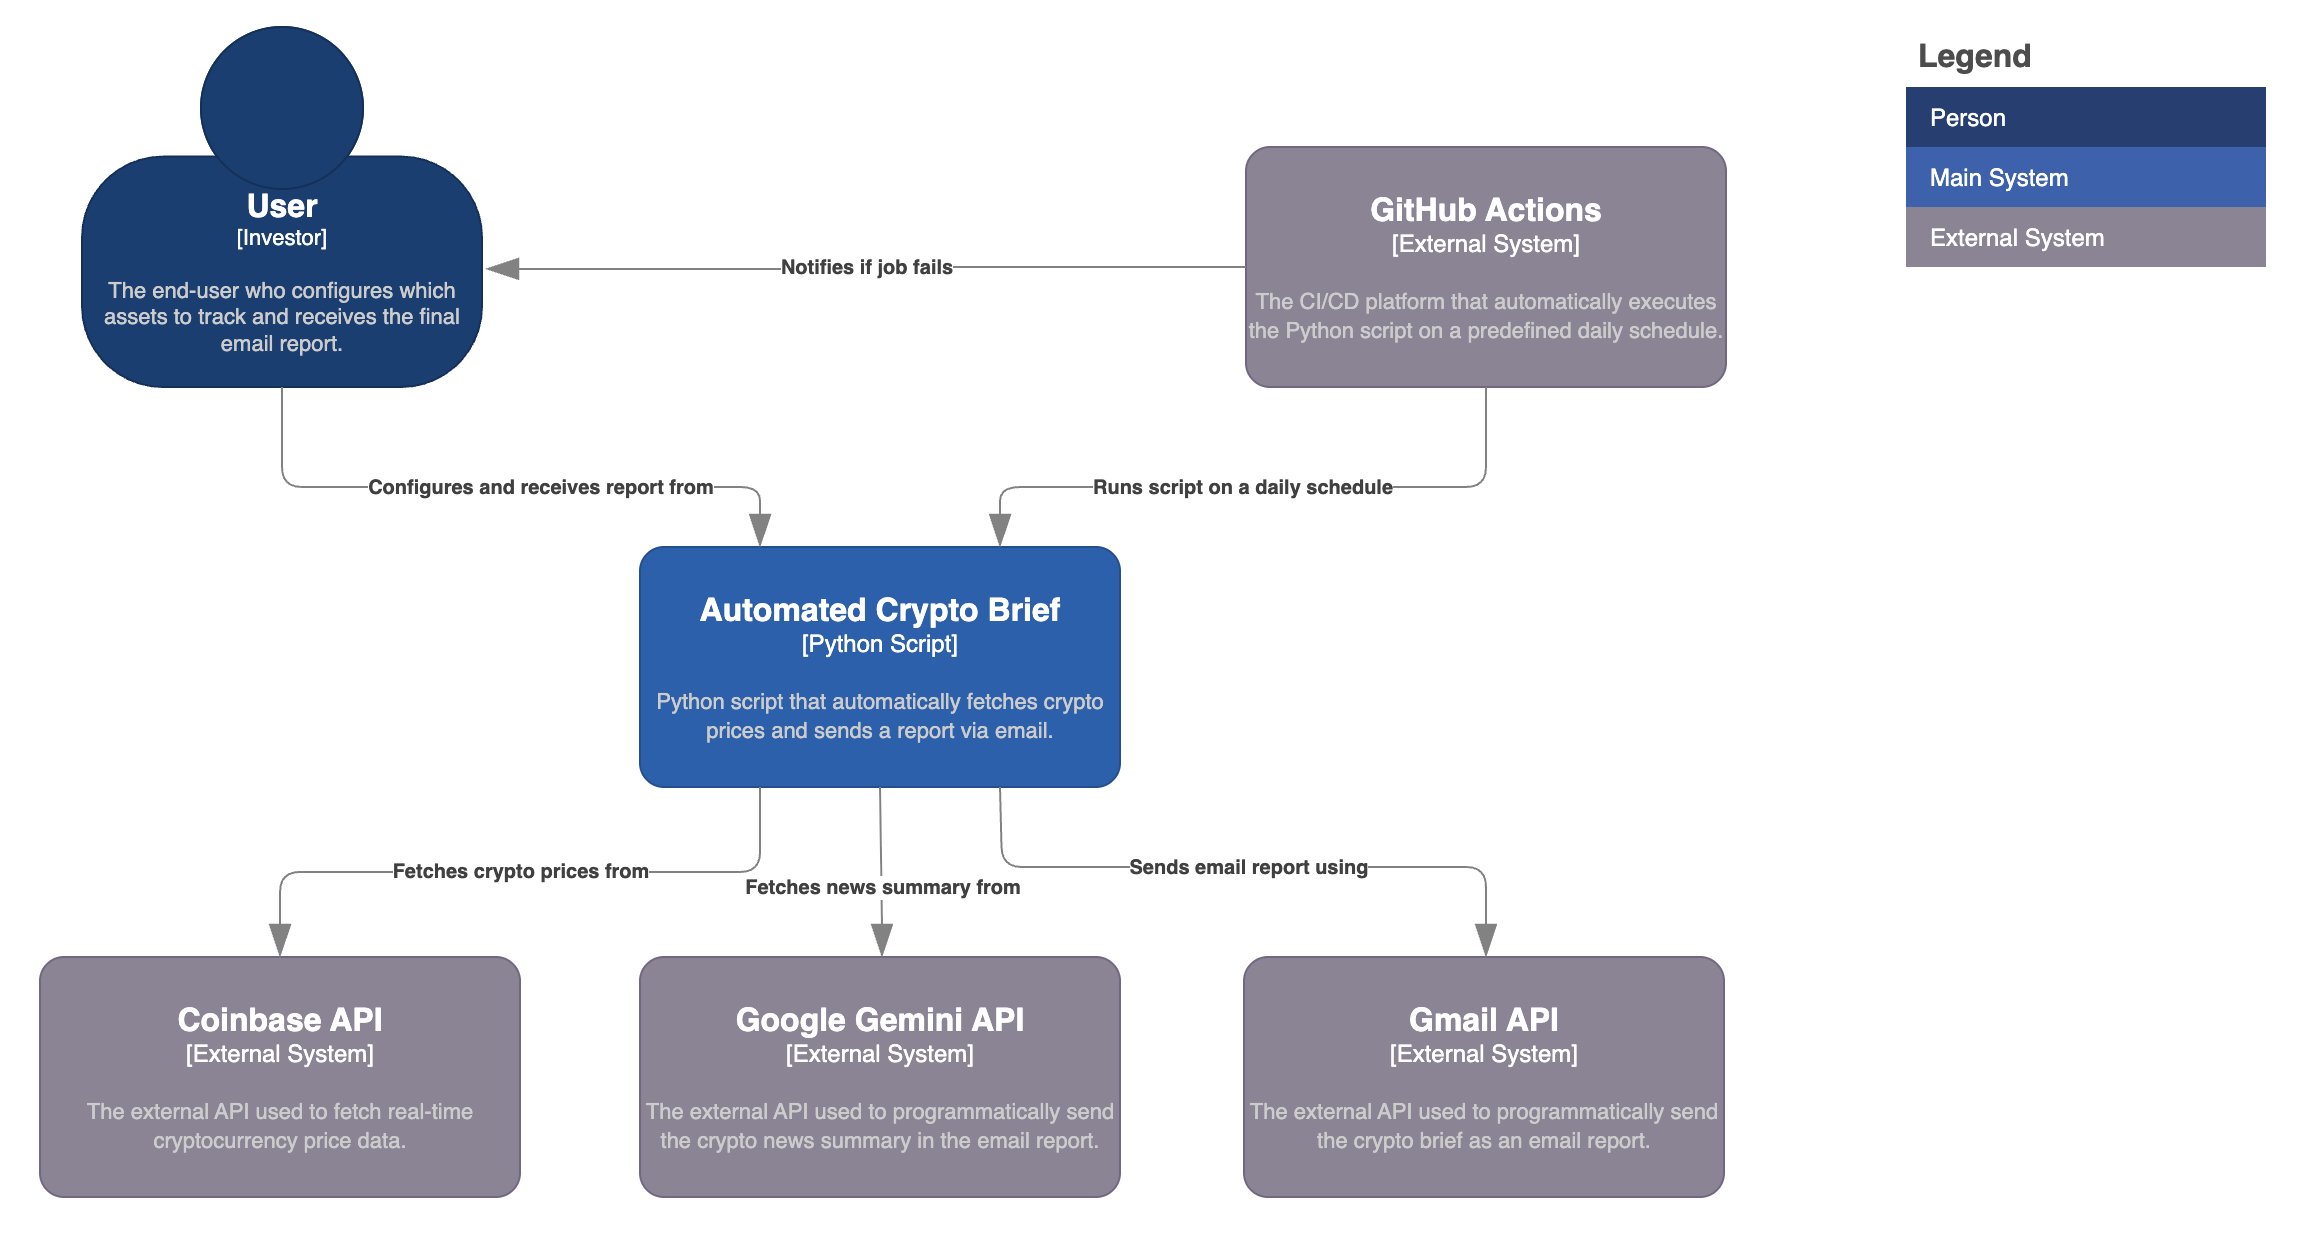 Legend
Person
Main System
External System
User
[Investor]
The end-user who configures which
assets to track and receives the final
email report.
Notifies if job fails
GitHub Actions
[External System]
The CI/CD platform that automatically executes
the Python script on a predefined daily schedule.
Configures and receives report from
Runs script on a daily schedule
Automated Crypto Brief
[Python Script]
Python script that automatically fetches crypto
prices and sends a report via email.
Fetches crypto prices from
Fetches news summary from
Sends email report using
Coinbase API
[External System]
The external API used to fetch real-time
cryptocurrency price data.
Google Gemini API
[External System]
The external API used to programmatically send
the crypto news summary in the email report.
Gmail API
[External System]
The external API used to programmatically send
the crypto brief as an email report.